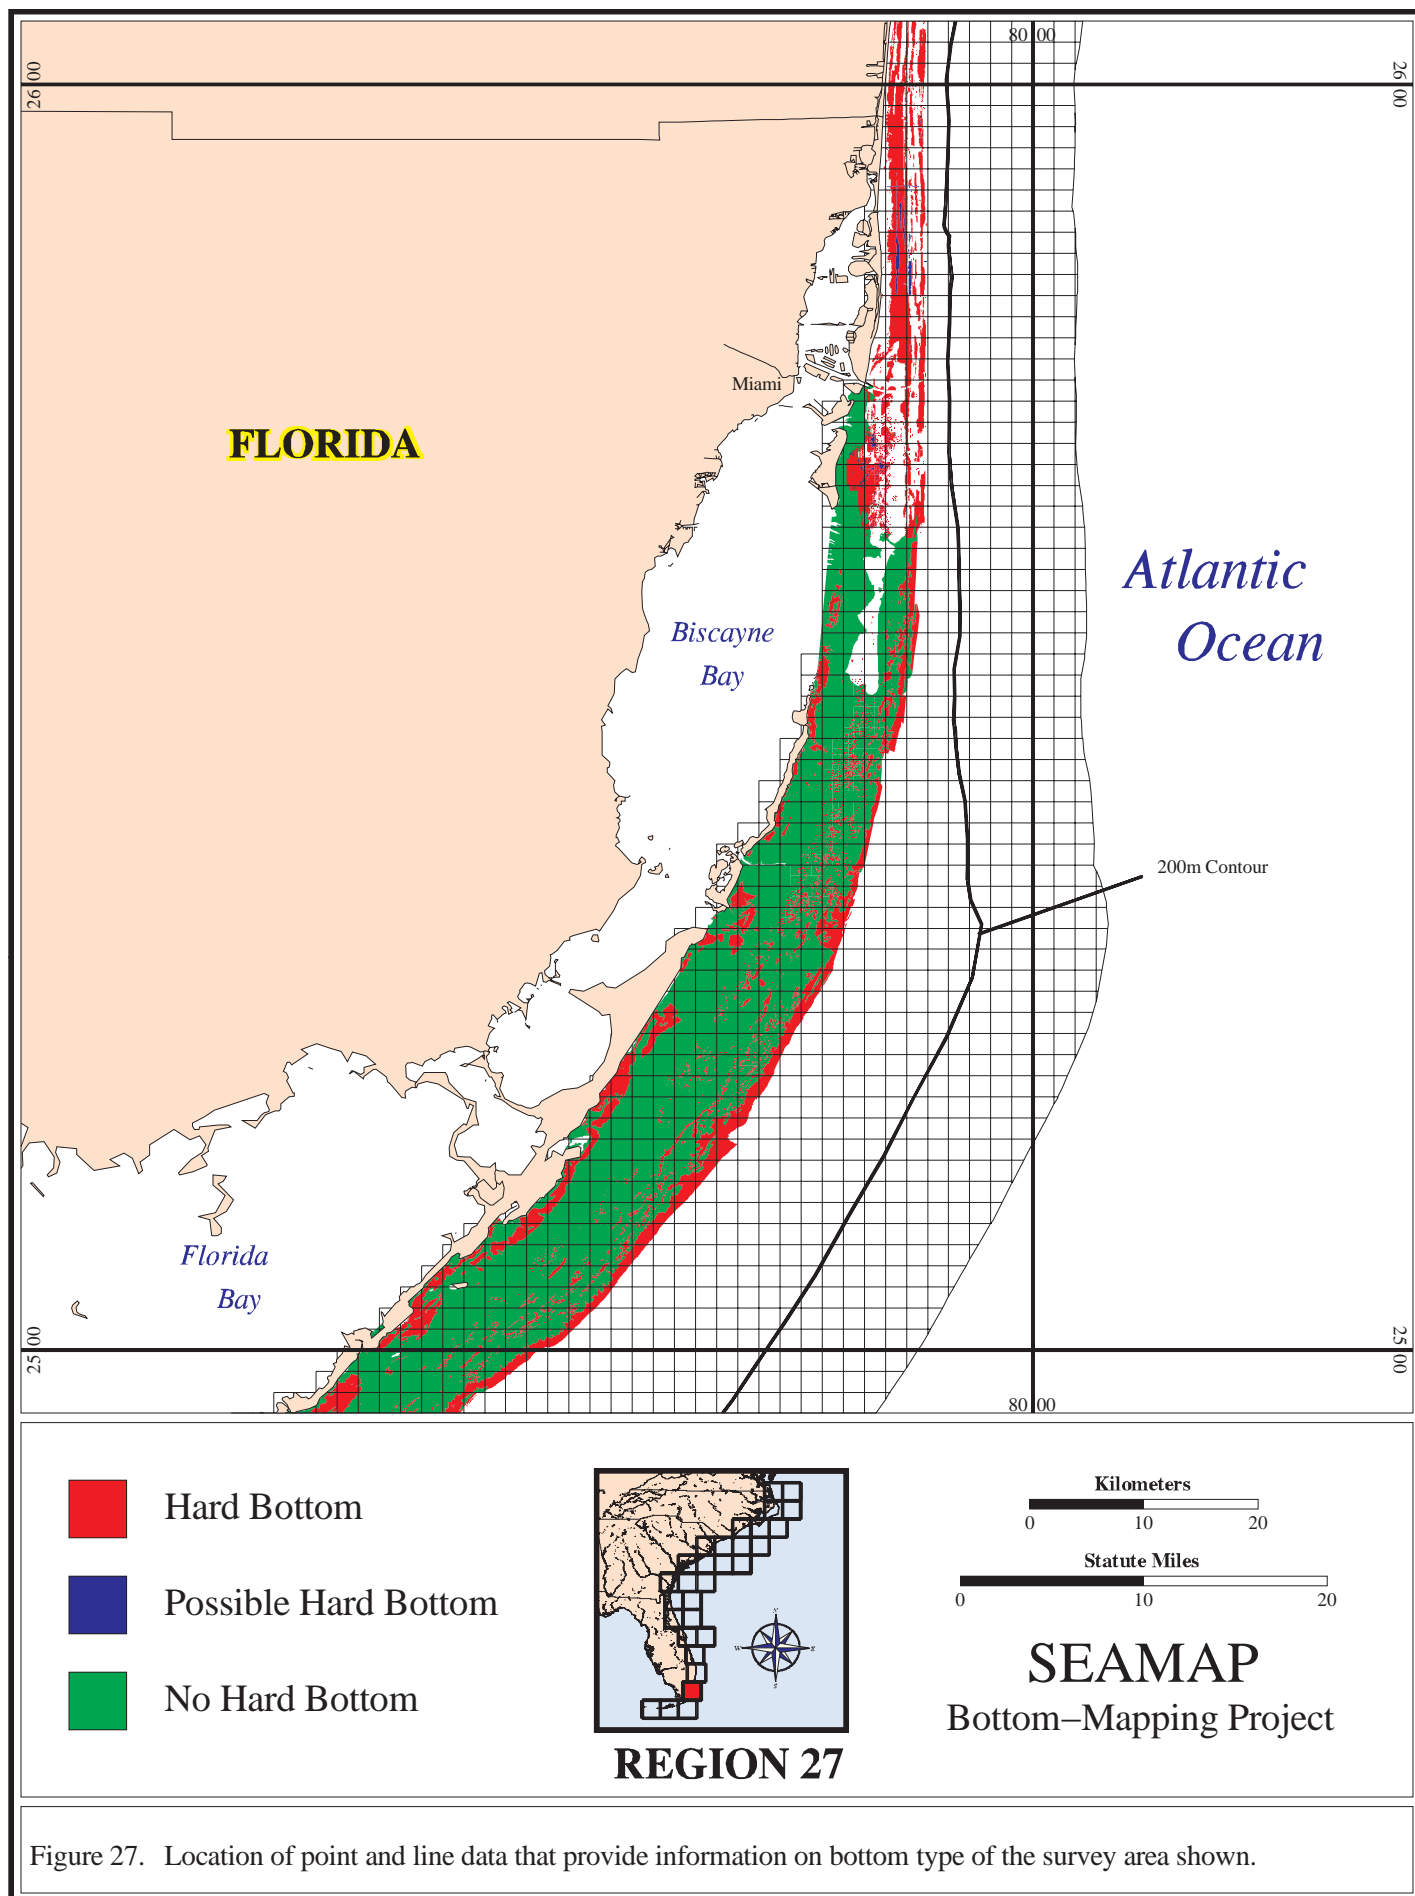 80 00
26 00
26 00
Miami
FLORIDA
Atlantic
Ocean
Biscayne
Bay
200m Contour
Florida
Bay
25 00
25 00
80 00
Hard Bottom
Possible Hard Bottom
No Hard Bottom
N
W
E
S
REGION 27
Kilometers
0 10 20
Statute Miles
0 10 20
SEAMAP
Bottom−Mapping Project
Figure 27. Location of point and line data that provide information on bottom type of the survey area shown.